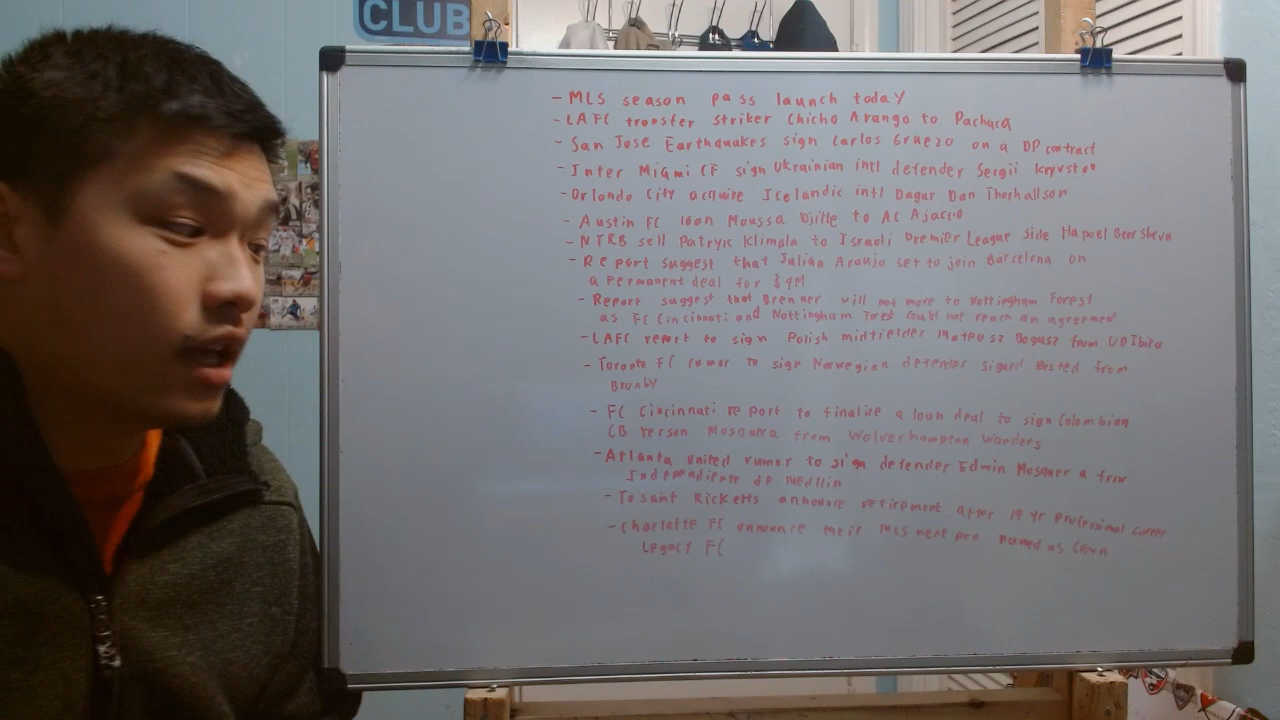 CLUB
- MLS season pass launch today
- LAFC transfer striker Chicho Arango to Pachuca
- San Jose Earthquakes sign Carlos Gruezo on a DP contract
- Inter Miami CF sign Ukrainian intl defender Sergii Kryvstov
- Orlando City acquire Icelandic intl Dagur Dan Thorhallson
- Austin FC loan Moussa Djitte to AC Ajaccio
- NYRB sell Patryk Klimala to Israeli Premier League side Hapoel Beer Sheva
- Report suggest that Julian Araujo set to join Barcelona on
a permanent deal for $4M
- Report suggest that Brenner will not move to Nottingham Forest
as FC Cincinnati and Nottingham Forest could not reach an agreement
- LAFC report to sign Polish midfielder Mateusz Bogusz from UD Ibiza
- Toronto FC rumor to sign Norwegian defender Sigurd Rosted from
Brondby
- FC Cincinnati report to finalize a loan deal to sign Colombian
CB Yerson Mosquera from Wolverhampton Wanders
- Atlanta United rumor to sign defender Edwin Mosquera from
Independiente de Medllin
- Tosaint Ricketts announce retirement after 19 yr professional career
- Charlotte FC announce their MLS next pro named as Crown
Legacy FC